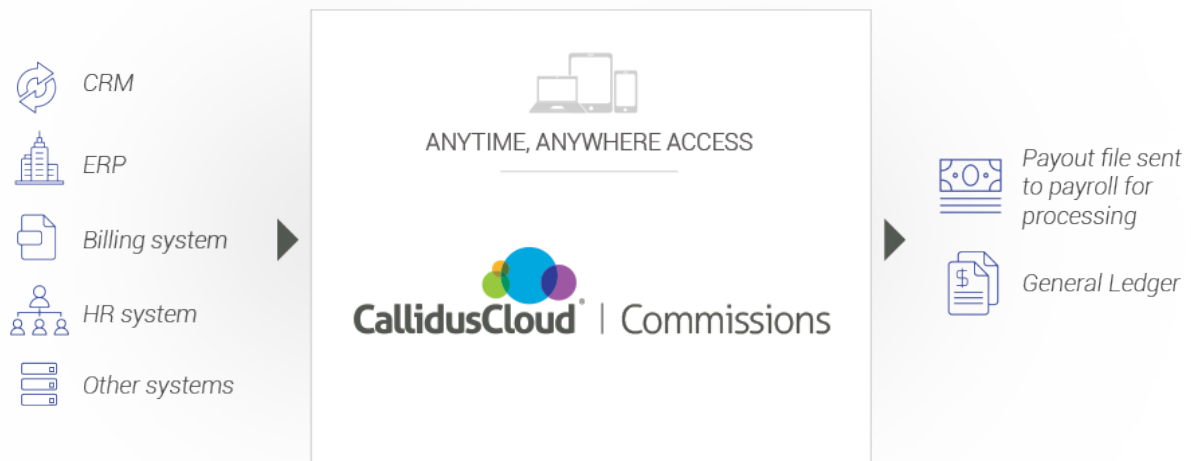 CRM
ERP
Billing system
HR system
Other systems
ANYTIME, ANYWHERE ACCESS
CallidusCloud® | Commissions
Payout file sent
to payroll for
processing
General Ledger
$